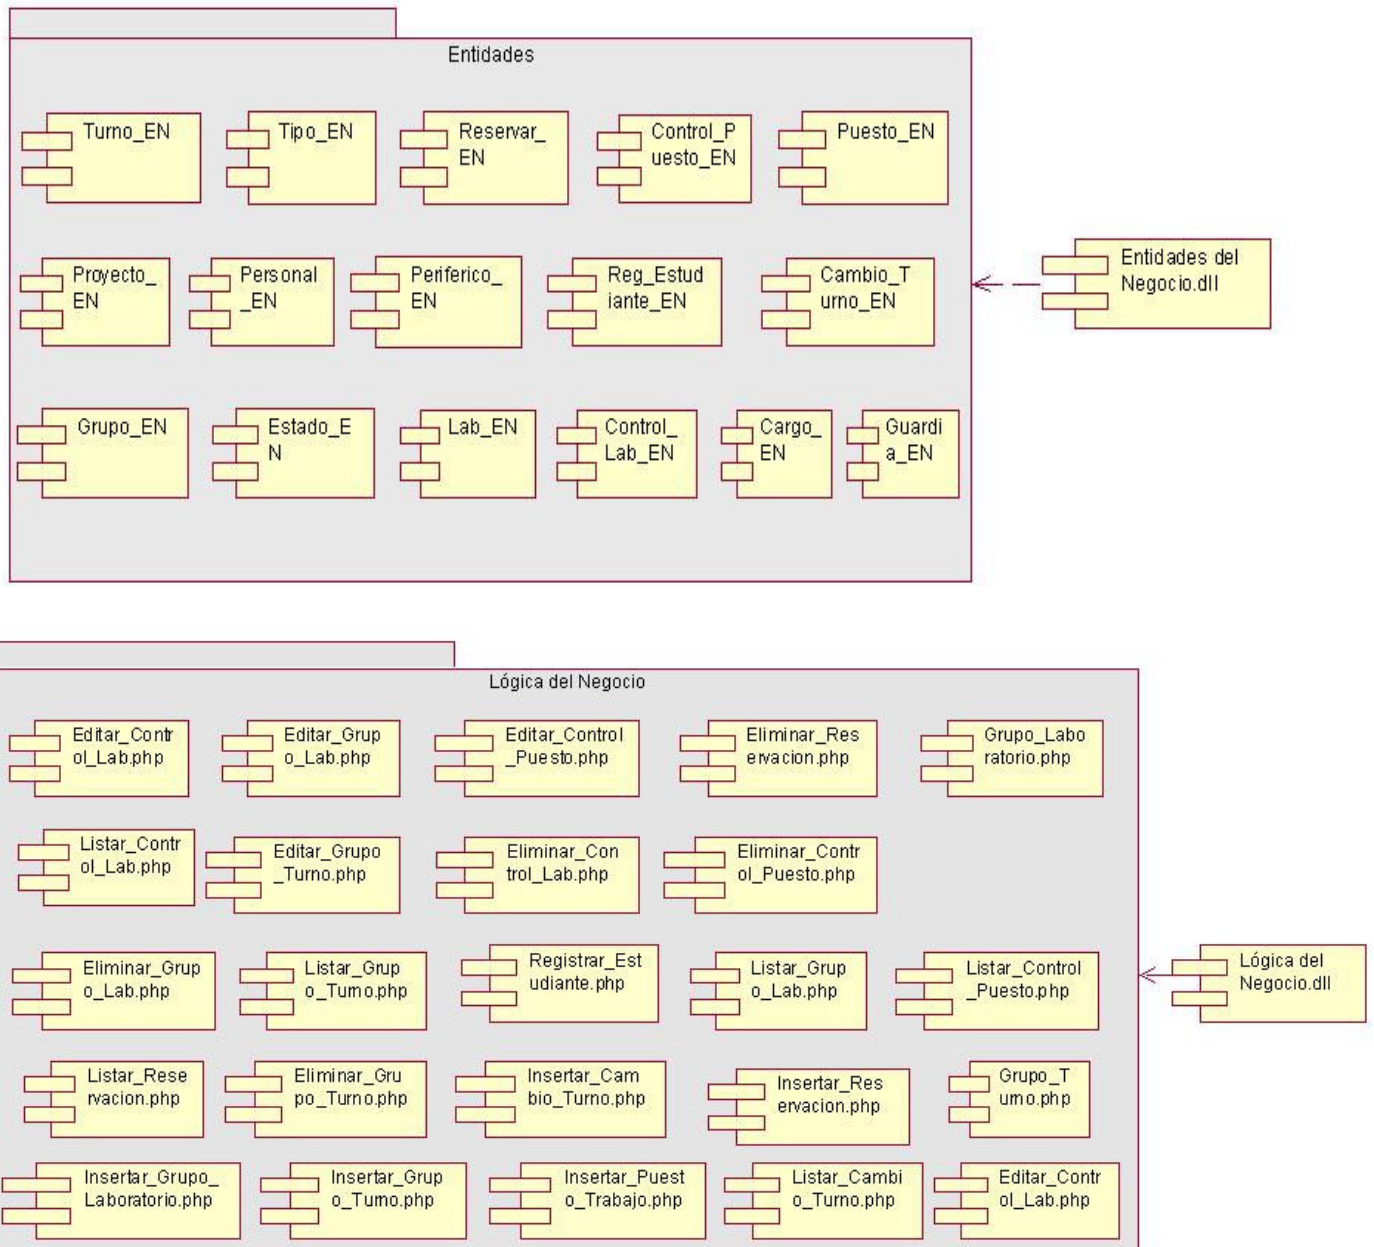 Entidades
Turno_EN
Tipo_EN
Reservar_
EN
Control_P
uesto_EN
Puesto_EN
Proyecto_
EN
Personal
_EN
Periferico_
EN
Reg_Estud
iante_EN
Cambio_T
urno_EN
Entidades del
Negocio.dll
Grupo_EN
Estado_E
N
Lab_EN
Control_
Lab_EN
Cargo_
EN
Guardi
a_EN
Lógica del Negocio
Editar_Contr
ol_Lab.php
Editar_Grup
o_Lab.php
Editar_Control
_Puesto.php
Eliminar_Res
ervacion.php
Grupo_Labo
ratorio.php
Listar_Contr
ol_Lab.php
Editar_Grupo
_Turno.php
Eliminar_Con
trol_Lab.php
Eliminar_Contr
ol_Puesto.php
Eliminar_Grup
o_Lab.php
Listar_Grup
o_Turno.php
Registrar_Est
udiante.php
Listar_Grup
o_Lab.php
Listar_Control
_Puesto.php
Lógica del
Negocio.dll
Listar_Rese
rvacion.php
Eliminar_Gru
po_Turno.php
Insertar_Cam
bio_Turno.php
Insertar_Res
ervacion.php
Grupo_T
urno.php
Insertar_Grupo_
Laboratorio.php
Insertar_Grup
o_Turno.php
Insertar_Puest
o_Trabajo.php
Listar_Cambi
o_Turno.php
Editar_Contr
ol_Lab.php